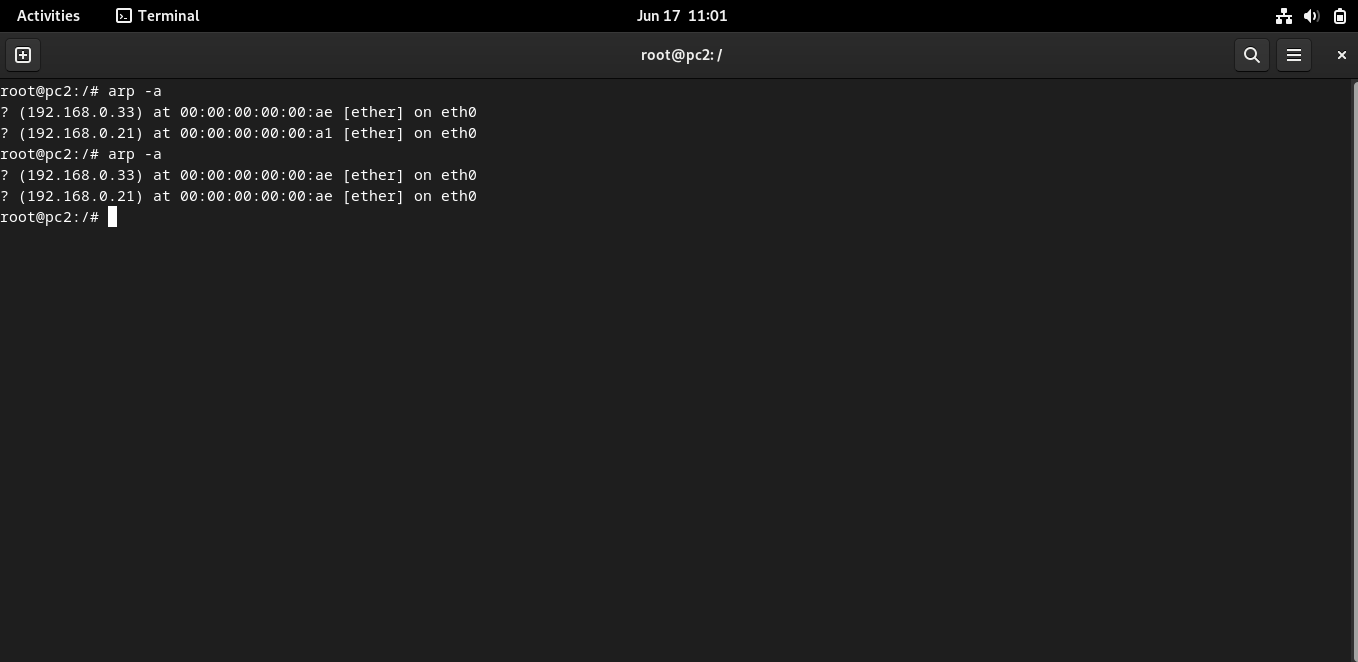 Activities Terminal Jun 17 11:01
root@pc2: /
root@pc2:/# arp -a
? (192.168.0.33) at 00:00:00:00:00:ae [ether] on eth0
? (192.168.0.21) at 00:00:00:00:00:a1 [ether] on eth0
root@pc2:/# arp -a
? (192.168.0.33) at 00:00:00:00:00:ae [ether] on eth0
? (192.168.0.21) at 00:00:00:00:00:ae [ether] on eth0
root@pc2:/#